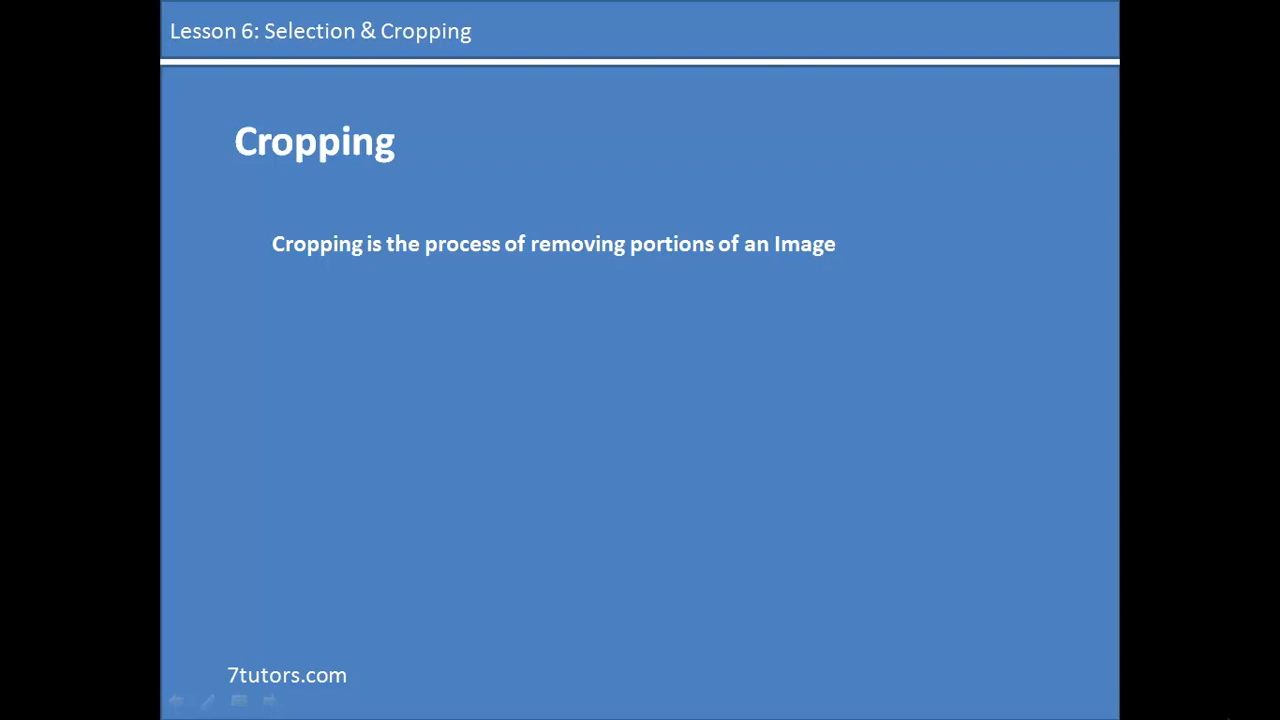 Lesson 6: Selection & Cropping
Cropping
Cropping is the process of removing portions of an Image
7tutors.com